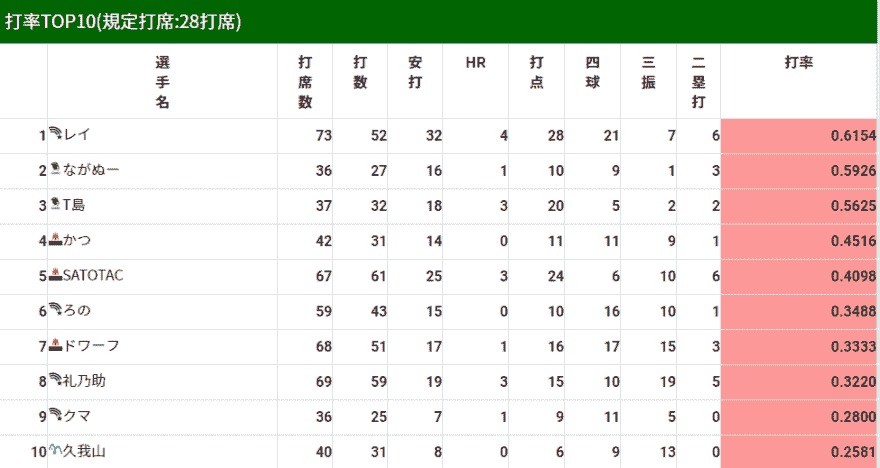 打率TOP10(規定打席:28打席)
選手名 打席数 打数 安打 HR 打点 四球 三振 二塁打 打率
1 レイ 73 52 32 4 28 21 7 6 0.6154
2 ながぬー 36 27 16 1 10 9 1 3 0.5926
3 T島 37 32 18 3 20 5 2 2 0.5625
4 かつ 42 31 14 0 11 11 9 1 0.4516
5 SATOTAC 67 61 25 3 24 6 10 6 0.4098
6 ろの 59 43 15 0 10 16 10 1 0.3488
7 ドワーフ 68 51 17 1 16 17 15 3 0.3333
8 礼乃助 69 59 19 3 15 10 19 5 0.3220
9 クマ 36 25 7 1 9 11 5 0 0.2800
10 久我山 40 31 8 0 6 9 13 0 0.2581